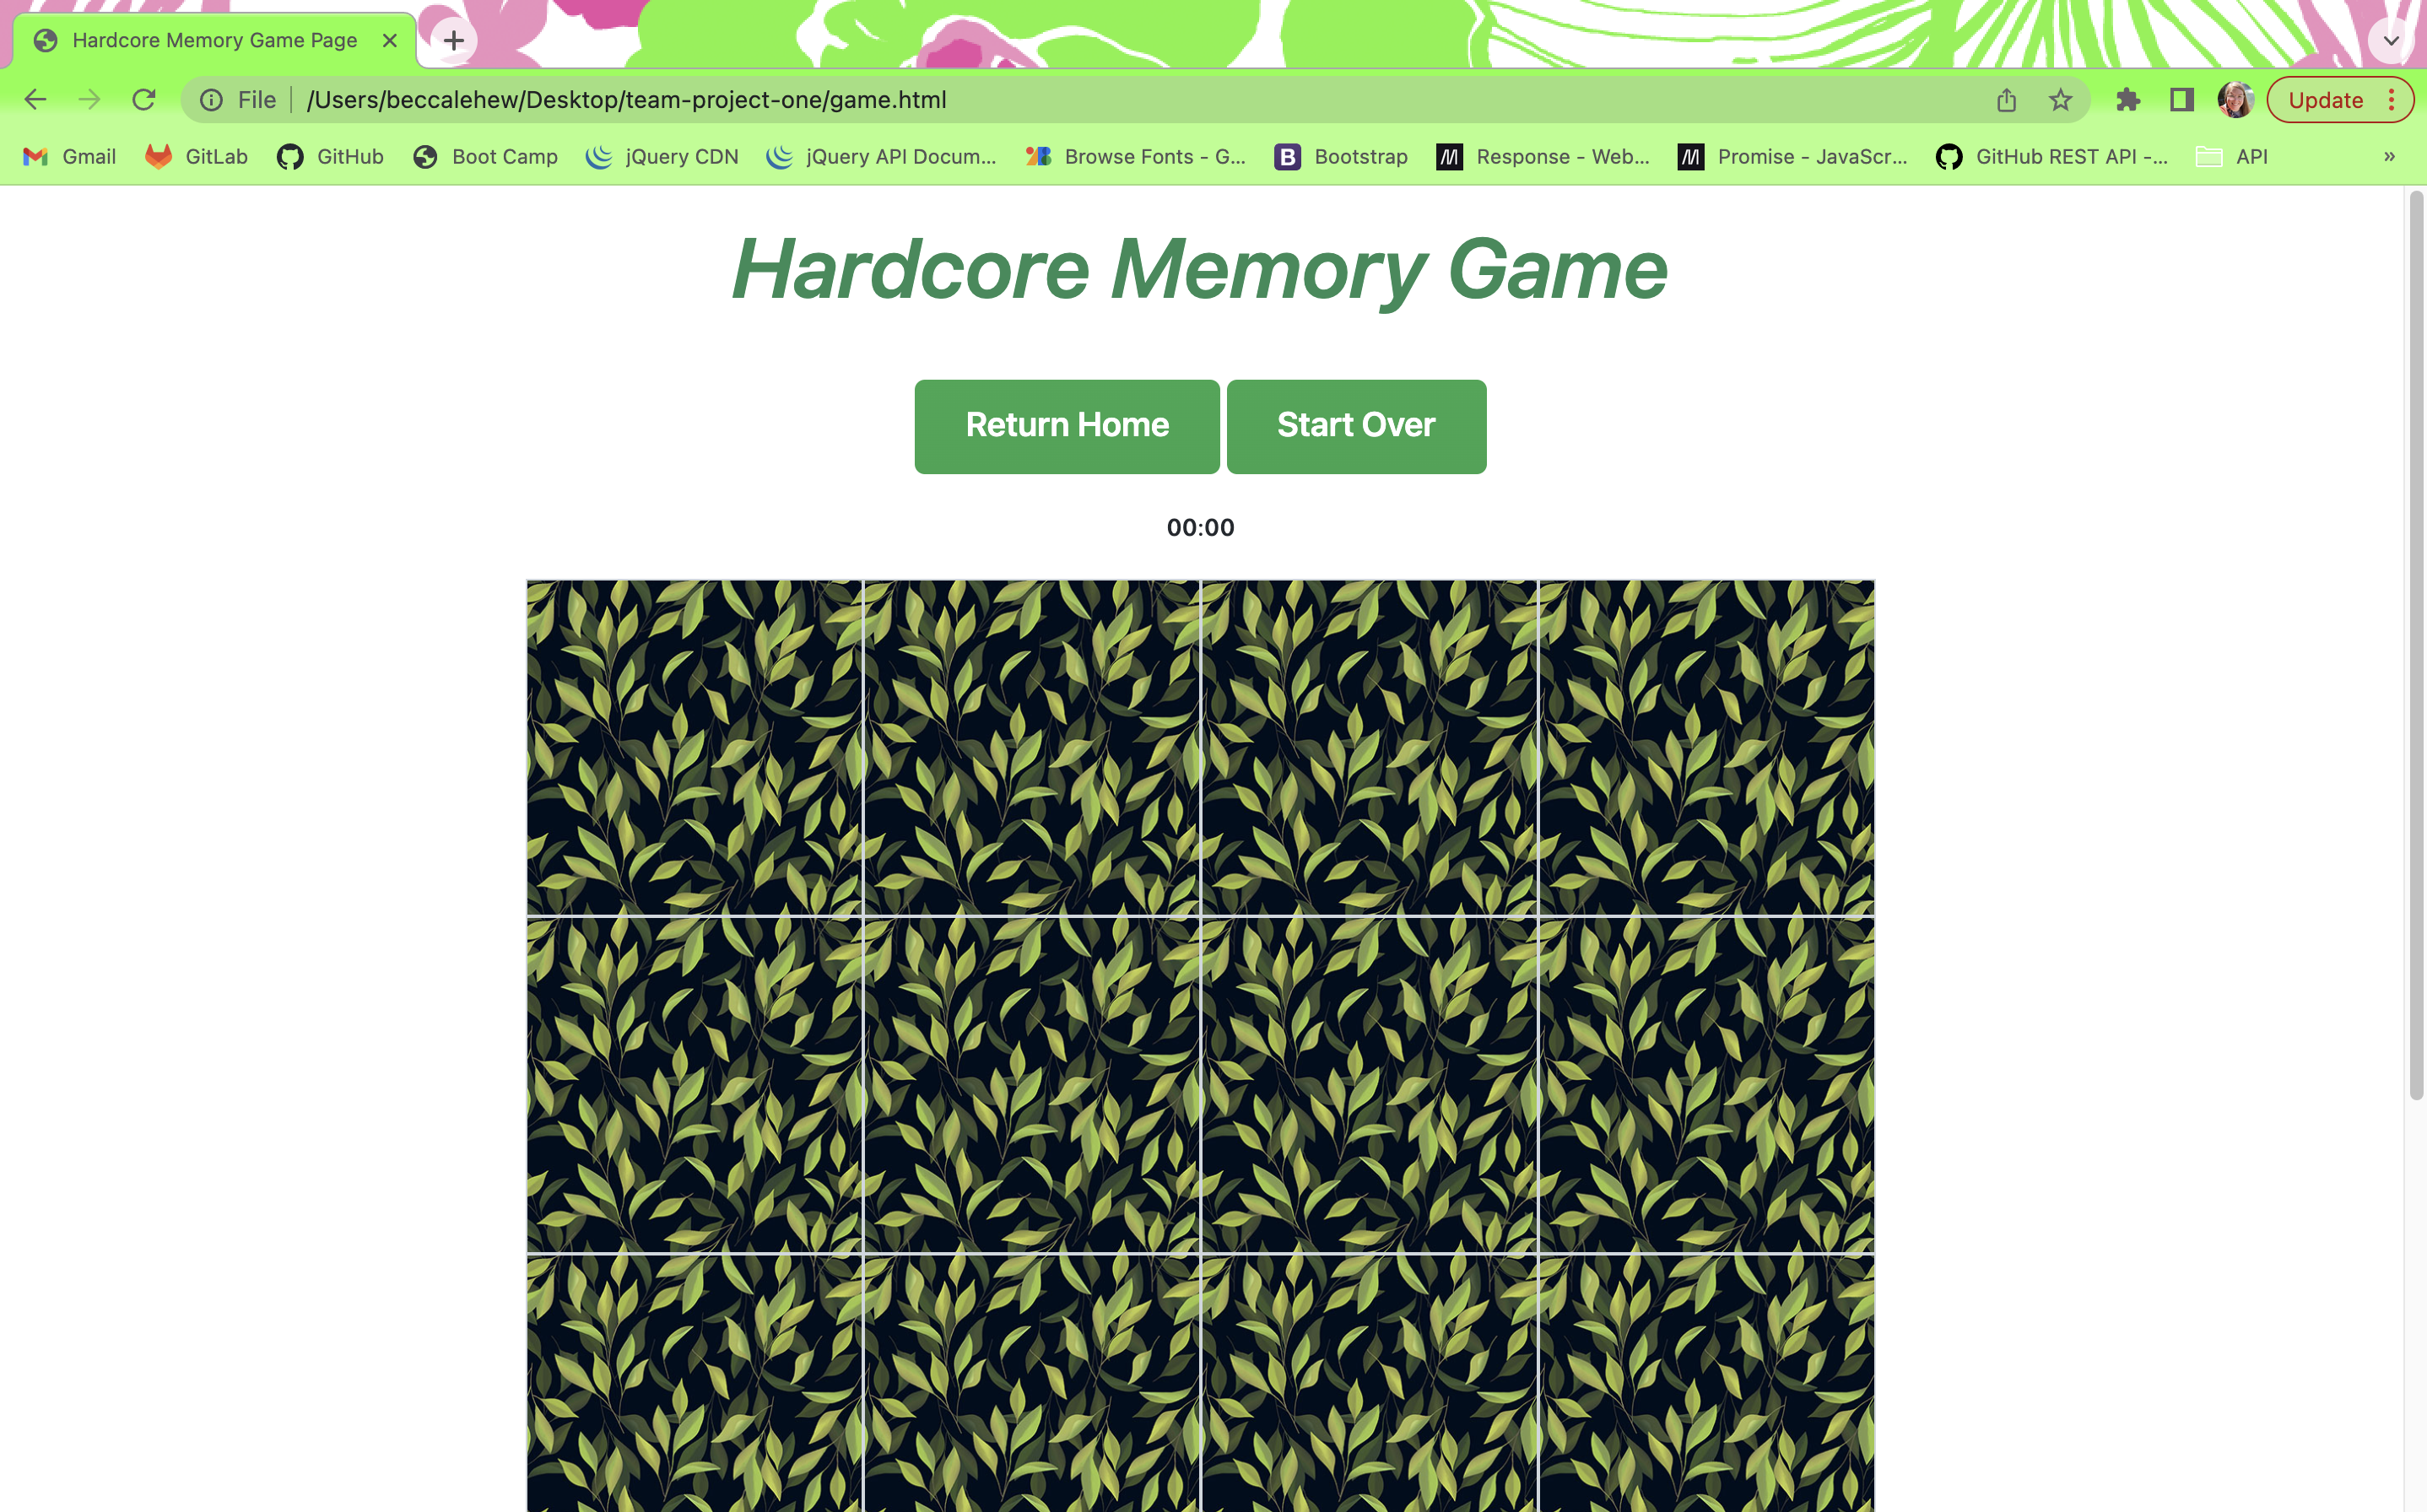 Hardcore Memory Game Page
File /Users/beccalehew/Desktop/team-project-one/game.html Update
Gmail GitLab GitHub Boot Camp jQuery CDN jQuery API Docum... Browse Fonts - G... B Bootstrap M Response - Web... M Promise - JavaScr... GitHub REST API -... API »
Hardcore Memory Game
Return Home Start Over
00:00